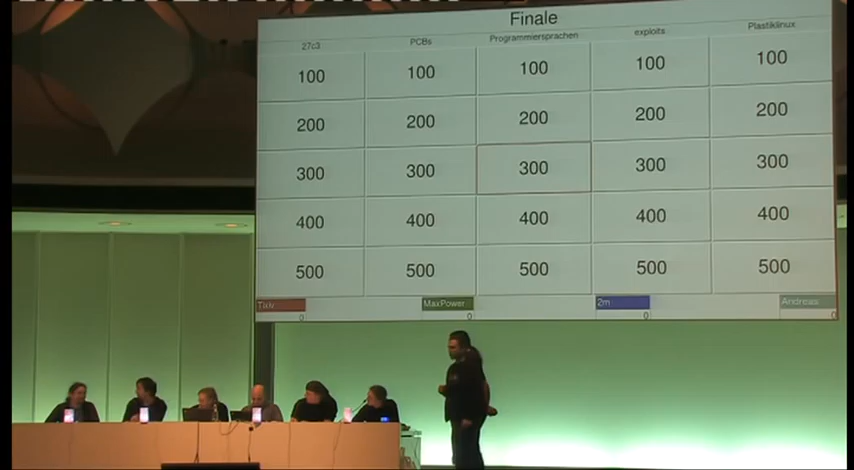 Finale
27c3 PCBs Programmiersprachen exploits Plastiklinux
100 100 100 100 100
200 200 200 200 200
300 300 300 300 300
400 400 400 400 400
500 500 500 500 500
MaxPower 2m Andreas
0 0 0 0